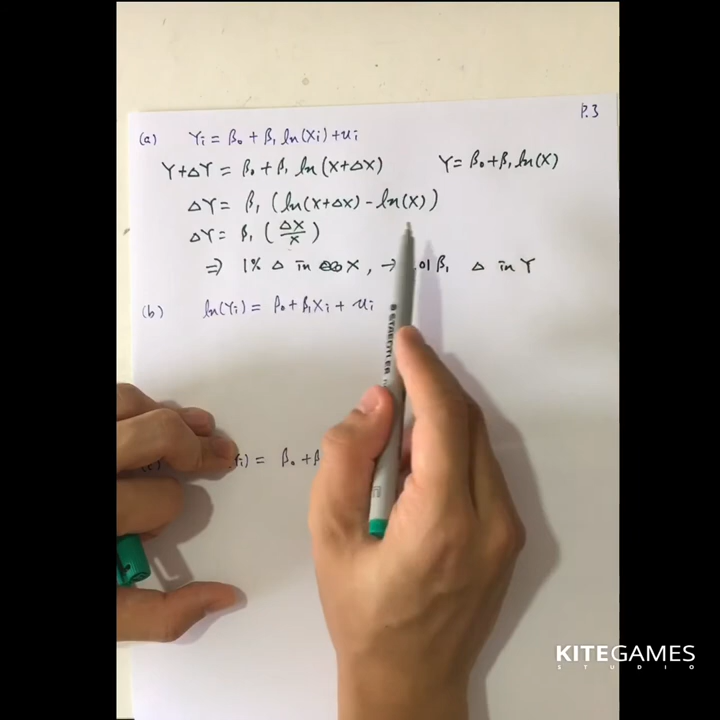 P.3
(a) Yi = β0 + β1 ln(Xi) + ui
Y+ΔY = β0 + β1 ln(X+ΔX) Y = β0 + β1 ln(X)
ΔY = β1 (ln(X+ΔX) - ln(X))
ΔY = β1 (ΔX/X)
⇒ 1% Δ in X, → .01 β1 Δ in Y
(b) ln(Yi) = β0 + β1Xi + ui
i) = β0 + β
STAEDTLER
KITEGAMES
STUDIO